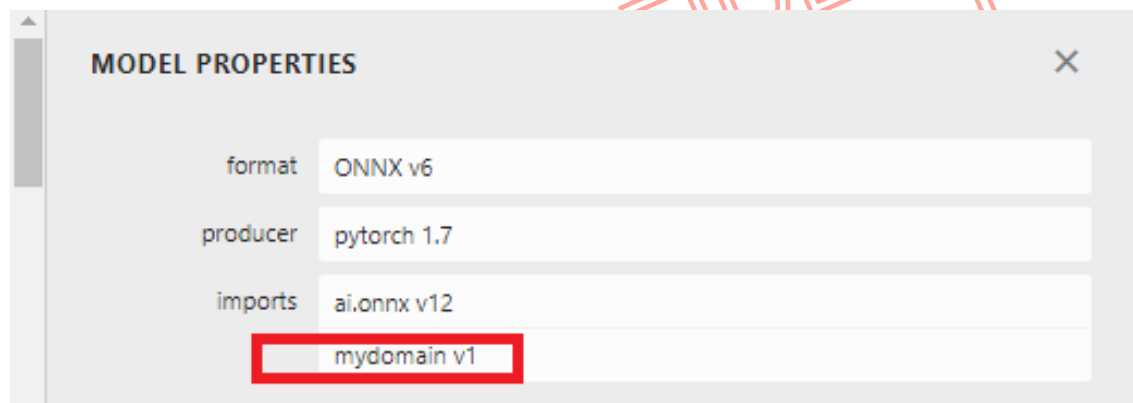 MODEL PROPERTIES
format ONNX v6
producer pytorch 1.7
imports ai.onnx v12
mydomain v1